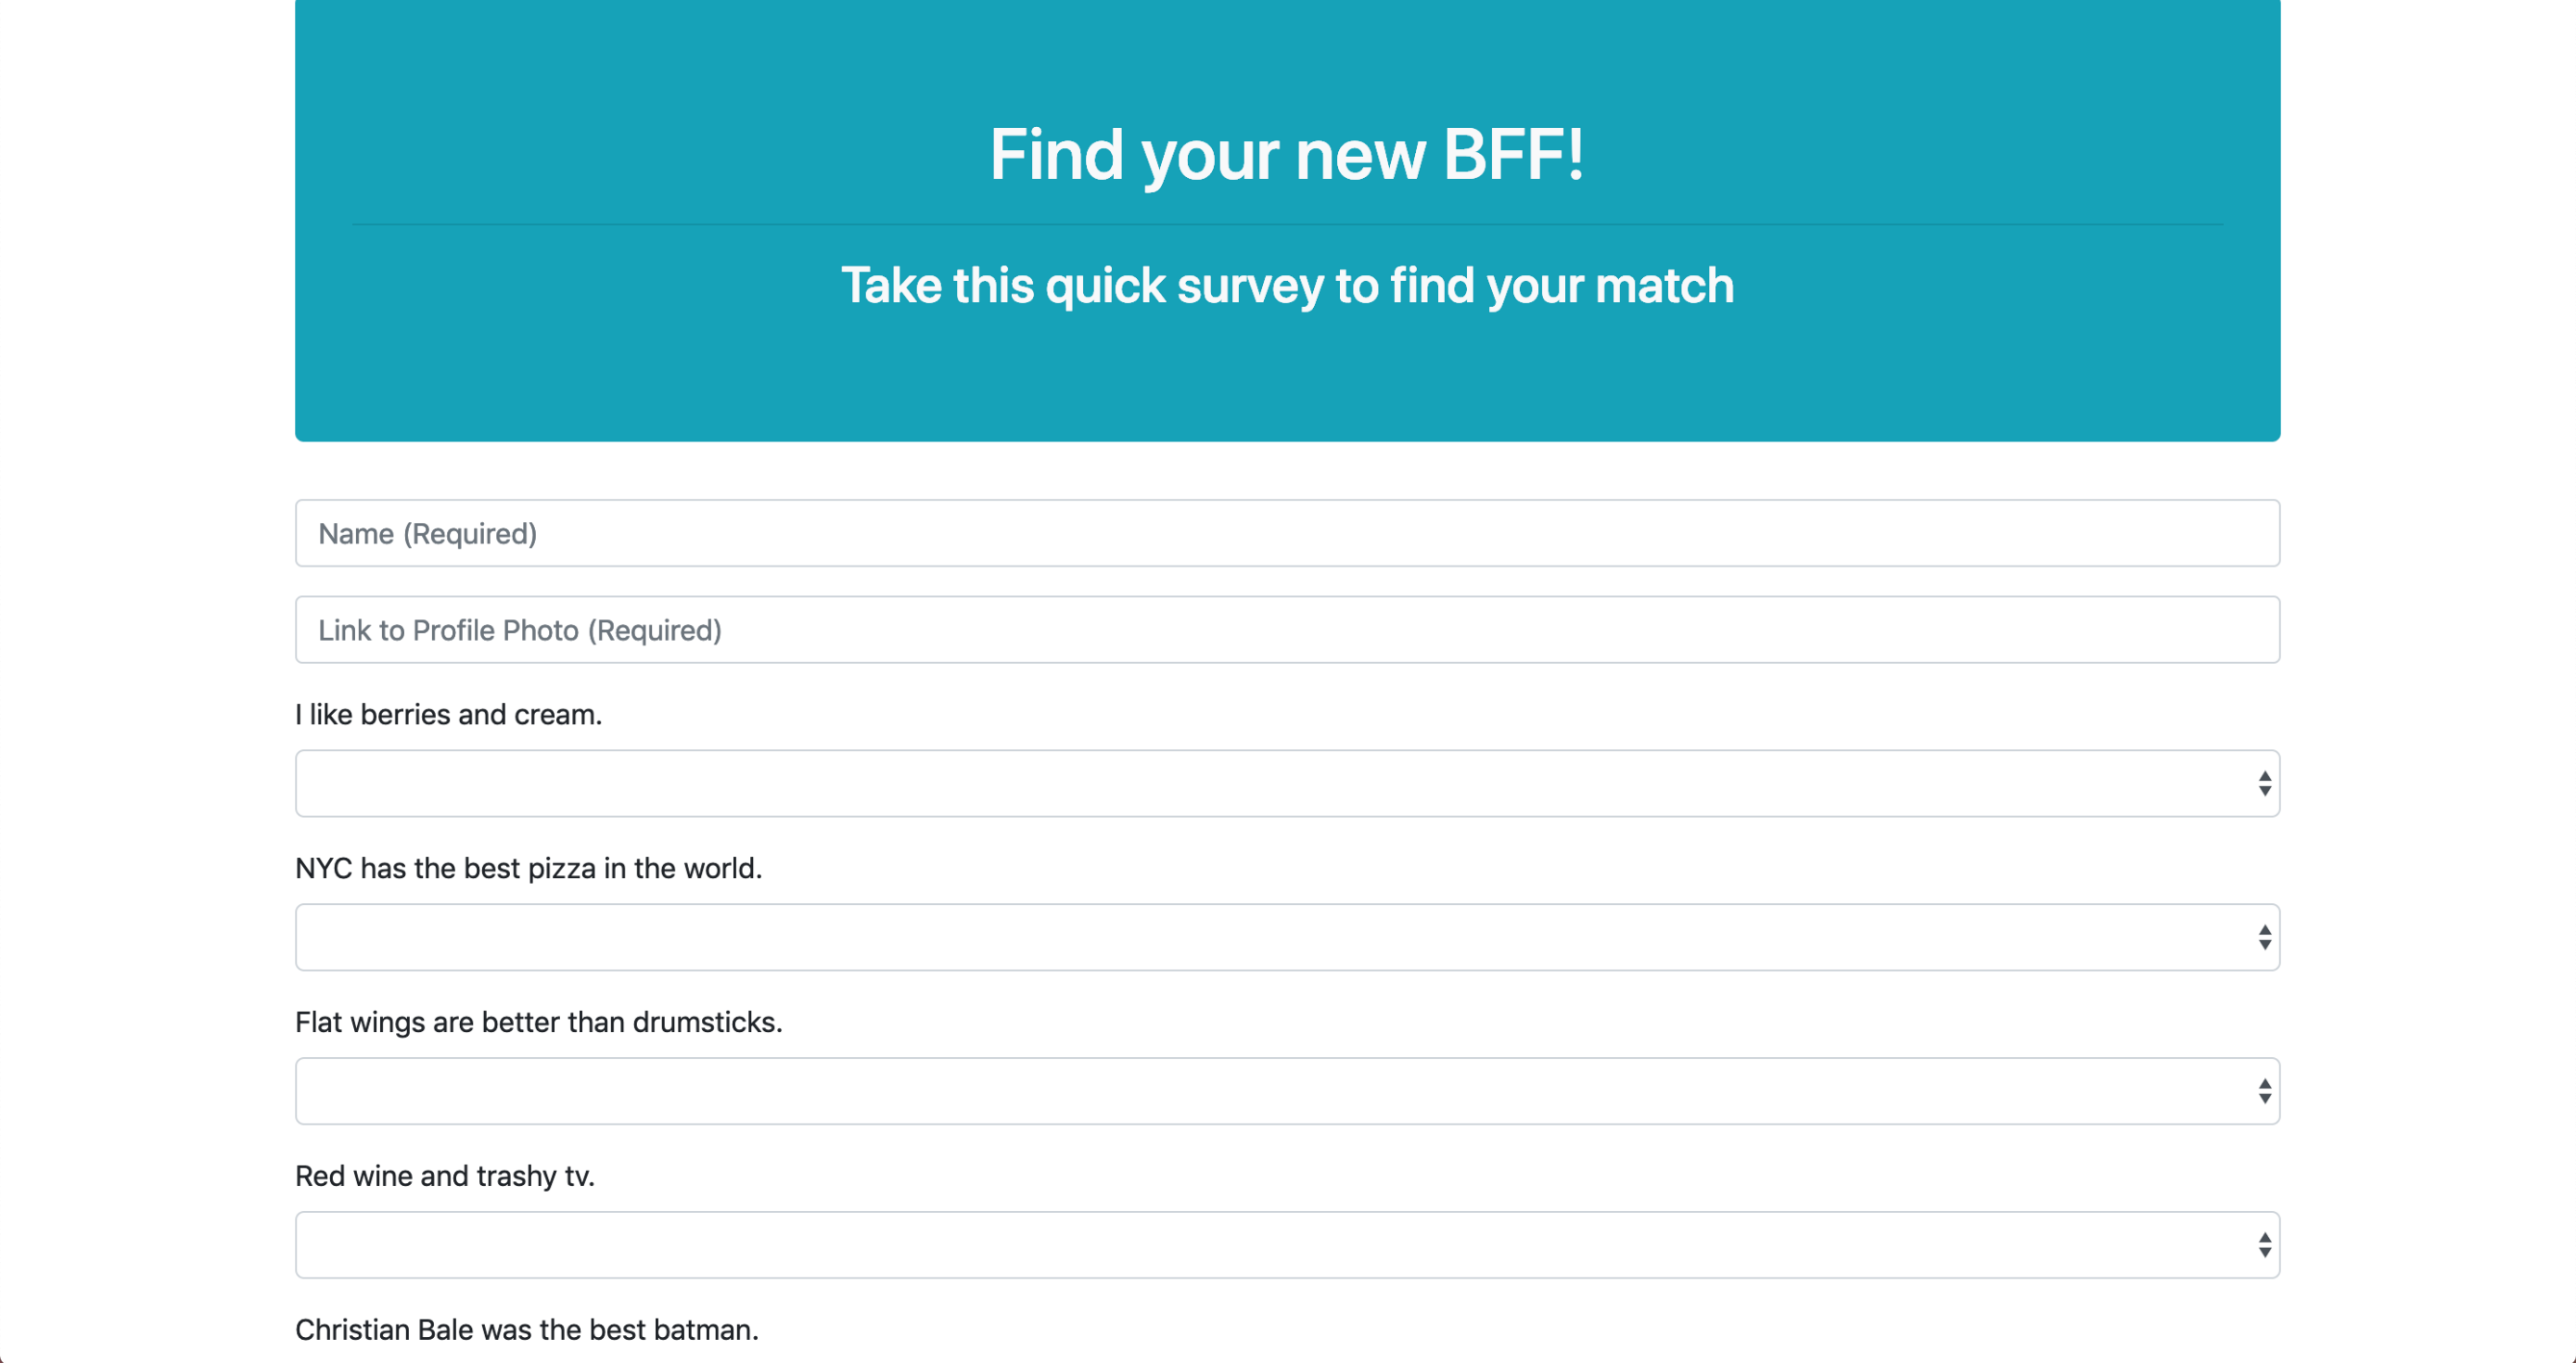 Find your new BFF!
Take this quick survey to find your match
Name (Required)
Link to Profile Photo (Required)
I like berries and cream.
NYC has the best pizza in the world.
Flat wings are better than drumsticks.
Red wine and trashy tv.
Christian Bale was the best batman.